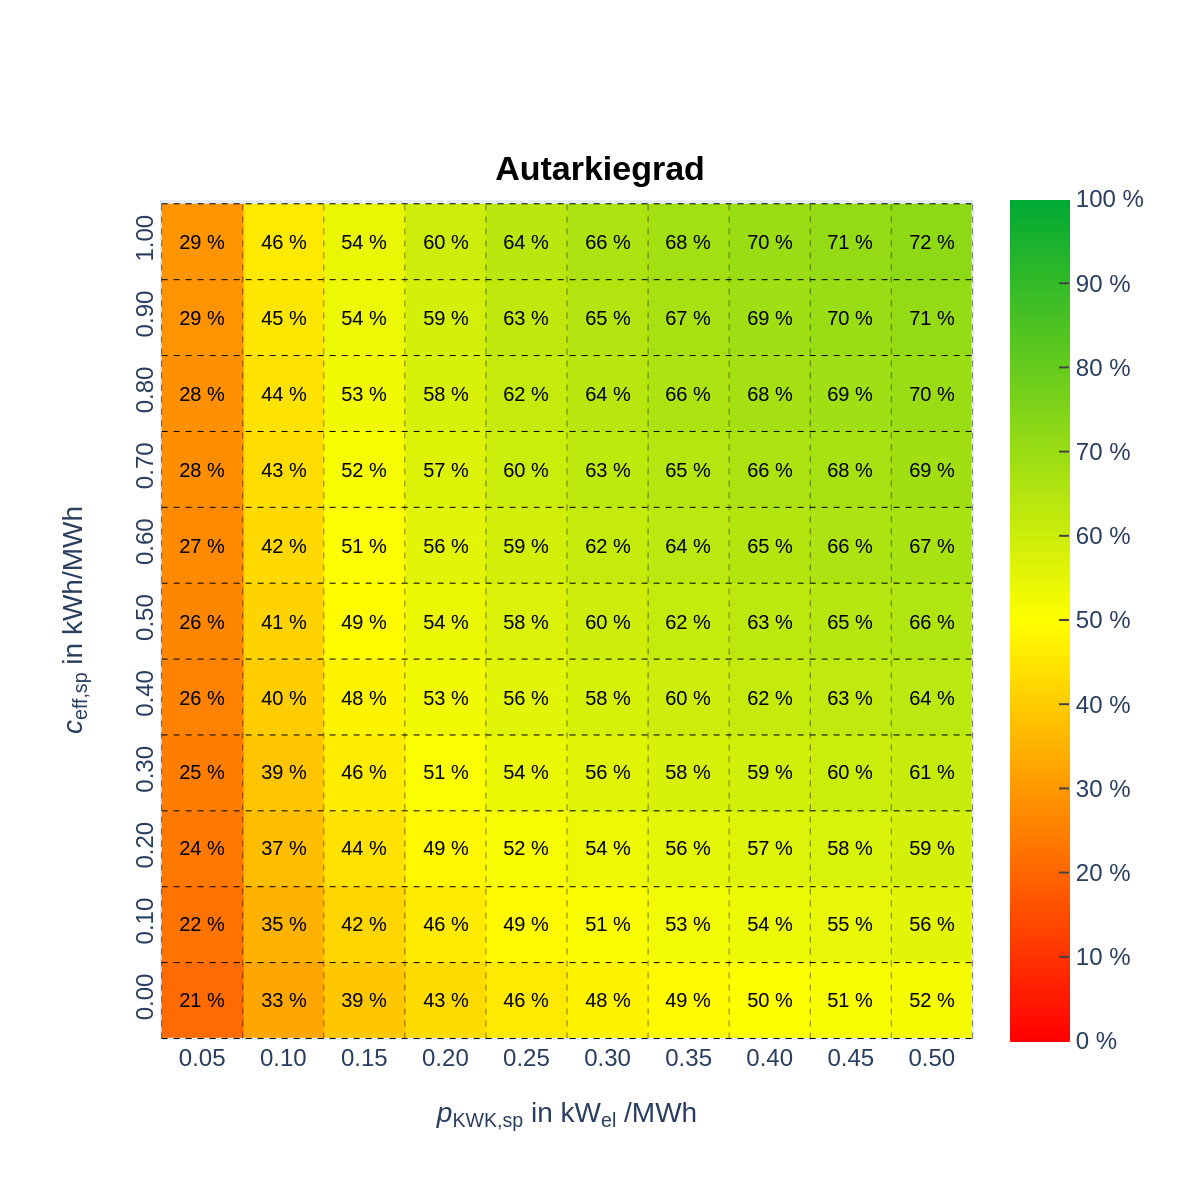 Autarkiegrad
1.00 29 % 46 % 54 % 60 % 64 % 66 % 68 % 70 % 71 % 72 %
0.90 29 % 45 % 54 % 59 % 63 % 65 % 67 % 69 % 70 % 71 %
0.80 28 % 44 % 53 % 58 % 62 % 64 % 66 % 68 % 69 % 70 %
0.70 28 % 43 % 52 % 57 % 60 % 63 % 65 % 66 % 68 % 69 %
0.60 27 % 42 % 51 % 56 % 59 % 62 % 64 % 65 % 66 % 67 %
0.50 26 % 41 % 49 % 54 % 58 % 60 % 62 % 63 % 65 % 66 %
0.40 26 % 40 % 48 % 53 % 56 % 58 % 60 % 62 % 63 % 64 %
0.30 25 % 39 % 46 % 51 % 54 % 56 % 58 % 59 % 60 % 61 %
0.20 24 % 37 % 44 % 49 % 52 % 54 % 56 % 57 % 58 % 59 %
0.10 22 % 35 % 42 % 46 % 49 % 51 % 53 % 54 % 55 % 56 %
0.00 21 % 33 % 39 % 43 % 46 % 48 % 49 % 50 % 51 % 52 %
0.05 0.10 0.15 0.20 0.25 0.30 0.35 0.40 0.45 0.50
pKWK,sp in kWel /MWh
ceff,sp in kWh/MWh
100 %
90 %
80 %
70 %
60 %
50 %
40 %
30 %
20 %
10 %
0 %